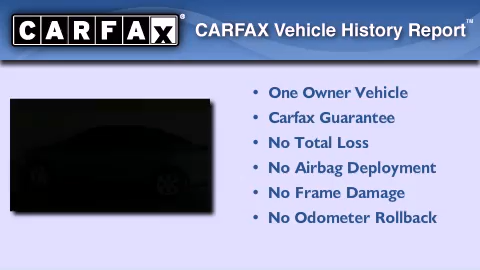 CARFAX® CARFAX Vehicle History Report™
• One Owner Vehicle
• Carfax Guarantee
• No Total Loss
• No Airbag Deployment
• No Frame Damage
• No Odometer Rollback